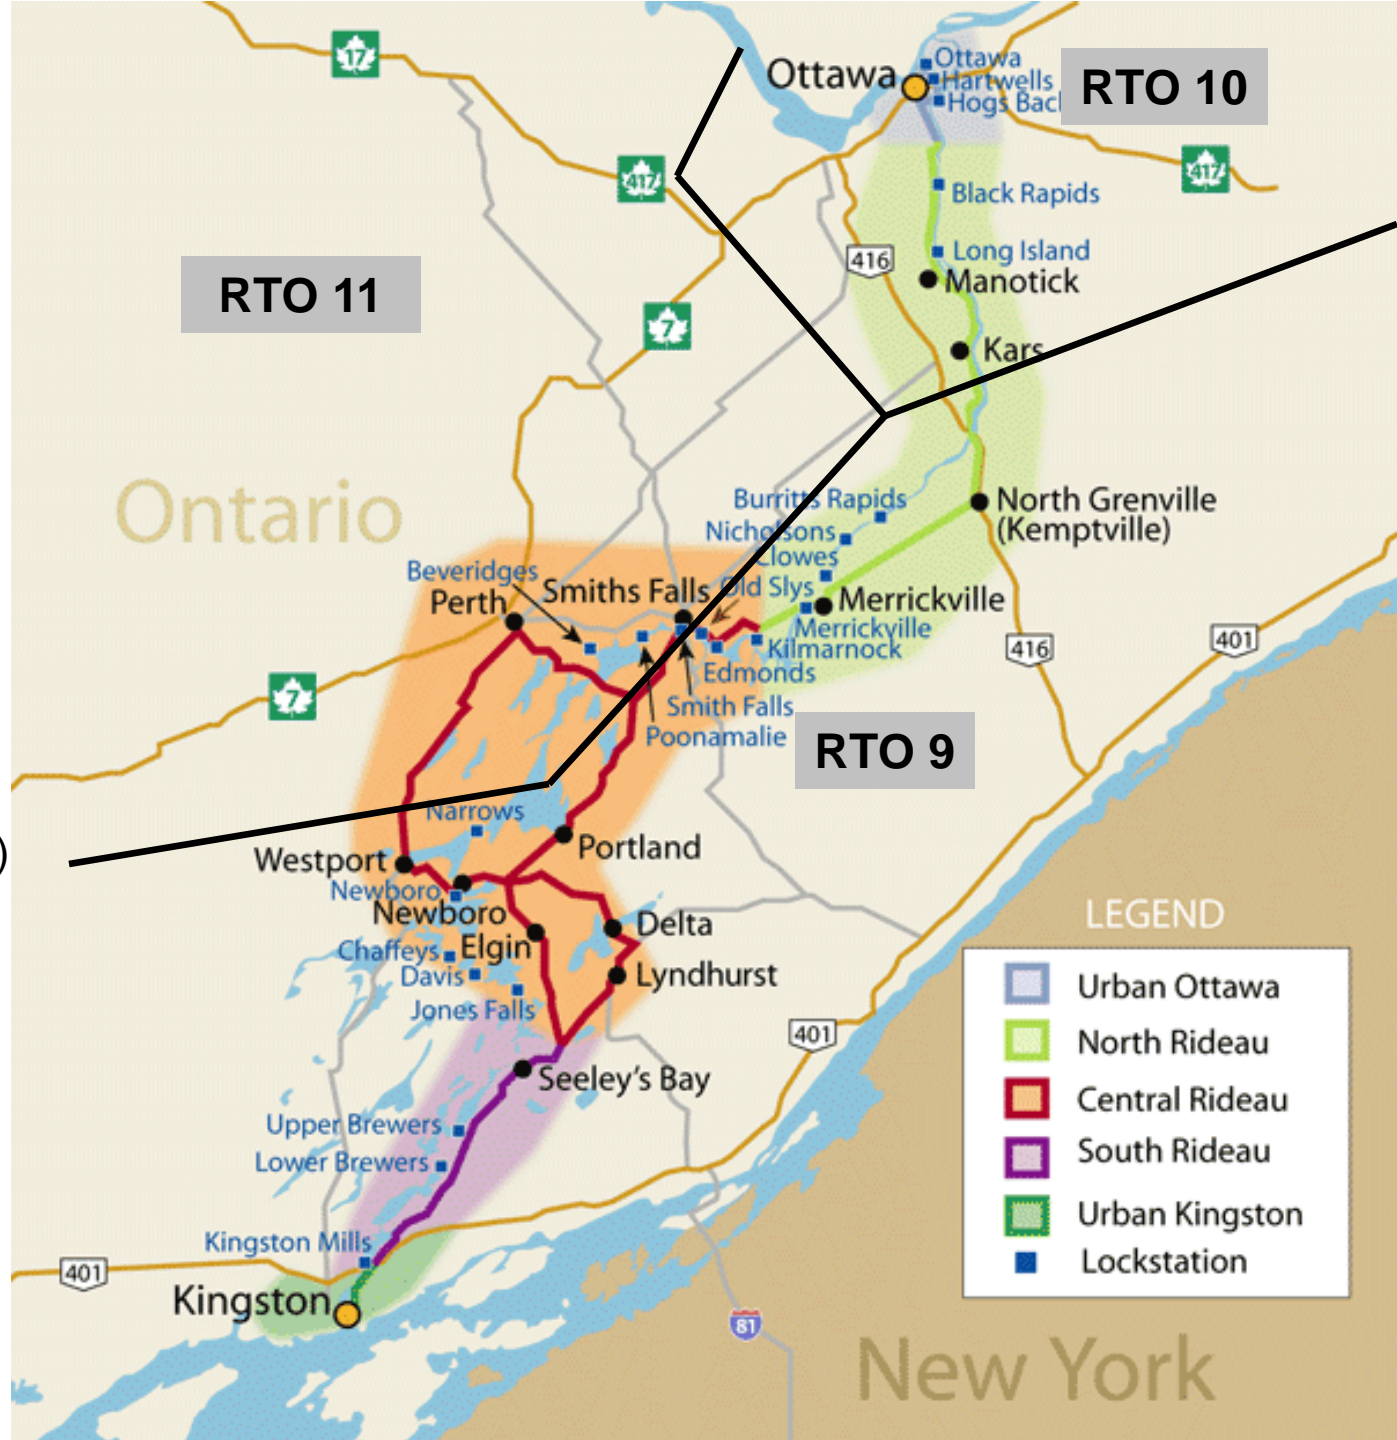 17
Ottawa
Ottawa
Hartwells
Hogs Bac
RTO 10
417
417
Black Rapids
Long Island
416
Manotick
RTO 11
7
Kars
Ontario
Burritts Rapids
North Grenville
(Kemptville)
Nicholsons
Clowes
Beveridges
Smiths Falls
Old Slys
Perth
Merrickville
Merrickville
Kilmarnock
416
401
Edmonds
7
Smith Falls
Poonamalie
RTO 9
Narrows
)
Westport
Portland
Newboro
Newboro
Elgin
Delta
Chaffeys
Davis
Lyndhurst
Jones Falls
401
Seeley's Bay
Upper Brewers
Lower Brewers
Kingston Mills
401
Kingston
81
New York
LEGEND
Urban Ottawa
North Rideau
Central Rideau
South Rideau
Urban Kingston
Lockstation